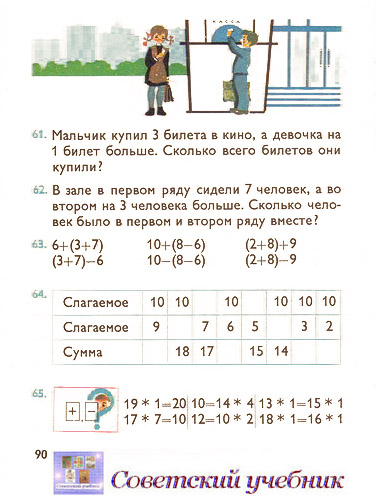 КАССА
61. Мальчик купил 3 билета в кино, а девочка на
1 билет больше. Сколько всего билетов они
купили?
62. В зале в первом ряду сидели 7 человек, а во
втором на 3 человека больше. Сколько чело-
век было в первом и втором ряду вместе?
63. 6+(3+7) 10+(8−6) (2+8)+9
(3+7)−6 10−(8−6) (2+8)−9
64.
Слагаемое 10 10 10 10 10 10
Слагаемое 9 7 6 5 3 2
Сумма 18 17 15 14
65. + , − ?
19 * 1=20 10=14 * 4 13 * 1=15 * 1
17 * 7=10 12=10 * 2 18 * 1=16 * 1
90
Советский учебник